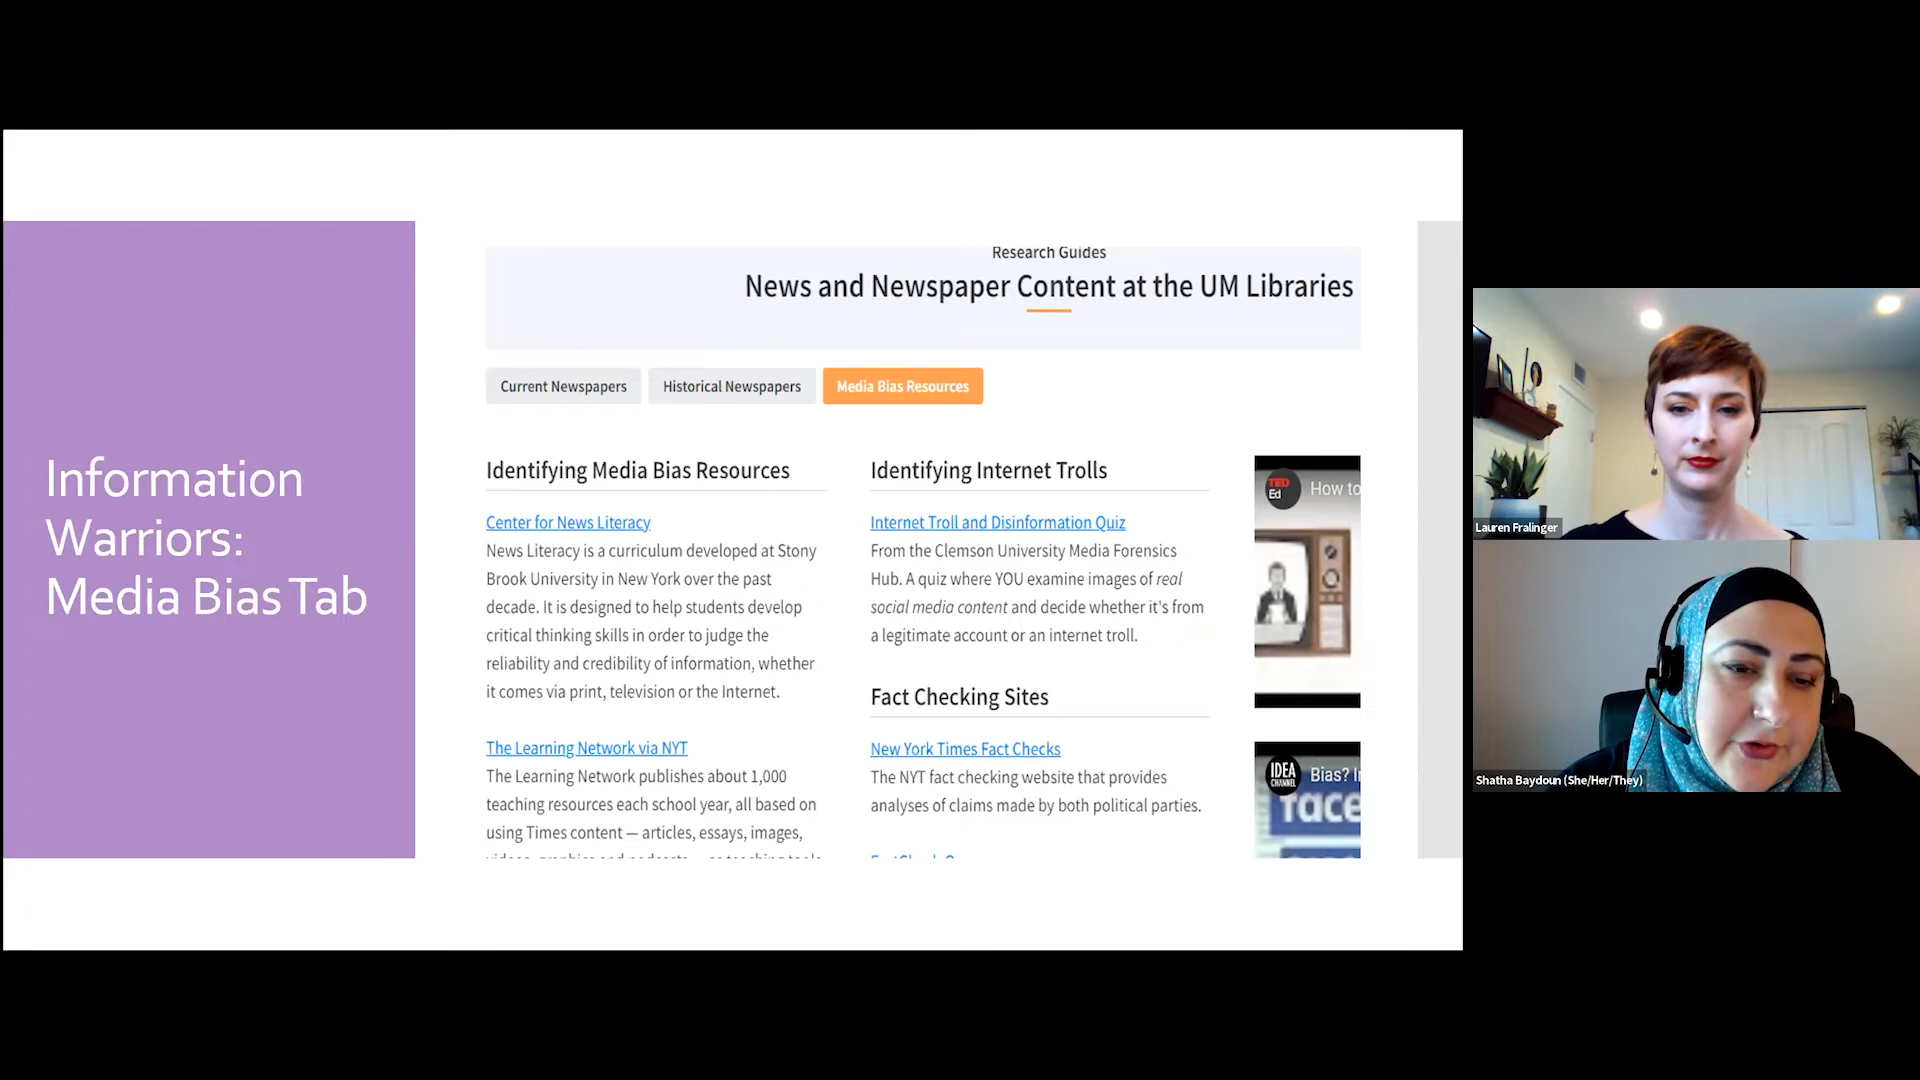 Information
Warriors:
Media Bias Tab
Research Guides
News and Newspaper Content at the UM Libraries
Current Newspapers
Historical Newspapers
Media Bias Resources
Identifying Media Bias Resources
Center for News Literacy
News Literacy is a curriculum developed at Stony
Brook University in New York over the past
decade. It is designed to help students develop
critical thinking skills in order to judge the
reliability and credibility of information, whether
it comes via print, television or the Internet.
The Learning Network via NYT
The Learning Network publishes about 1,000
teaching resources each school year, all based on
using Times content — articles, essays, images,
Identifying Internet Trolls
Internet Troll and Disinformation Quiz
From the Clemson University Media Forensics
Hub. A quiz where YOU examine images of real
social media content and decide whether it's from
a legitimate account or an internet troll.
Fact Checking Sites
New York Times Fact Checks
The NYT fact checking website that provides
analyses of claims made by both political parties.
TED
Ed
How to
IDEA
CHANNEL
Bias?
face
Lauren Fralinger
Shatha Baydoun (She/Her/They)